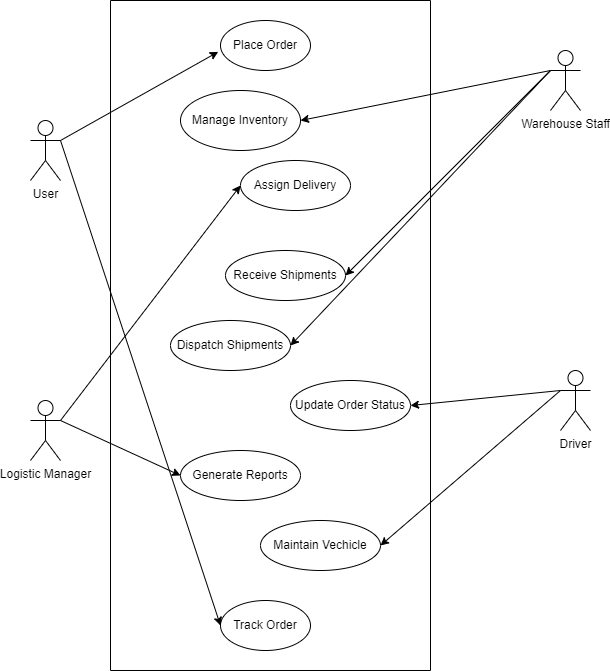 Place Order
Manage Inventory
Warehouse Staff
Assign Delivery
User
Receive Shipments
Dispatch Shipments
Update Order Status
Driver
Logistic Manager
Generate Reports
Maintain Vechicle
Track Order